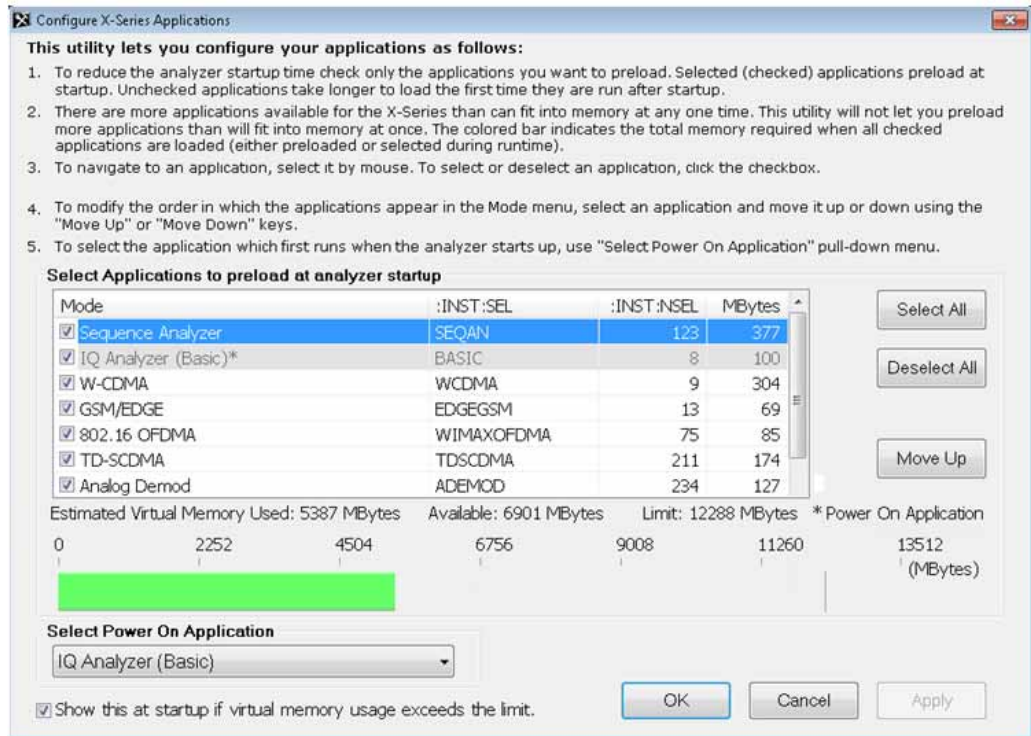 Configure X-Series Applications
This utility lets you configure your applications as follows:
1. To reduce the analyzer startup time check only the applications you want to preload. Selected (checked) applications preload at
startup. Unchecked applications take longer to load the first time they are run after startup.
2. There are more applications available for the X-Series than can fit into memory at any one time. This utility will not let you preload
more applications than will fit into memory at once. The colored bar indicates the total memory required when all checked
applications are loaded (either preloaded or selected during runtime).
3. To navigate to an application, select it by mouse. To select or deselect an application, click the checkbox.
4. To modify the order in which the applications appear in the Mode menu, select an application and move it up or down using the
"Move Up" or "Move Down" keys.
5. To select the application which first runs when the analyzer starts up, use "Select Power On Application" pull-down menu.
Select Applications to preload at analyzer startup
Mode :INST:SEL :INST:NSEL MBytes
Sequence Analyzer SEQAN 123 377
IQ Analyzer (Basic)* BASIC 8 100
W-CDMA WCDMA 9 304
GSM/EDGE EDGEGSM 13 69
802.16 OFDMA WIMAXOFDMA 75 85
TD-SCDMA TDSCDMA 211 174
Analog Demod ADEMOD 234 127
Select All
Deselect All
Move Up
Estimated Virtual Memory Used: 5387 MBytes Available: 6901 MBytes Limit: 12288 MBytes * Power On Application
0 2252 4504 6756 9008 11260 13512
(MBytes)
Select Power On Application
IQ Analyzer (Basic)
Show this at startup if virtual memory usage exceeds the limit.
OK Cancel Apply